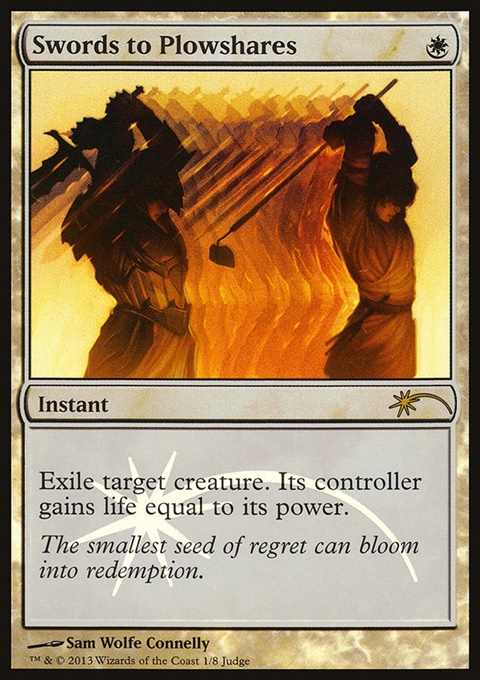 Swords to Plowshares
Instant
Exile target creature. Its controller
gains life equal to its power.
The smallest seed of regret can bloom
into redemption.
Sam Wolfe Connelly
™ & © 2013 Wizards of the Coast 1/8 Judge